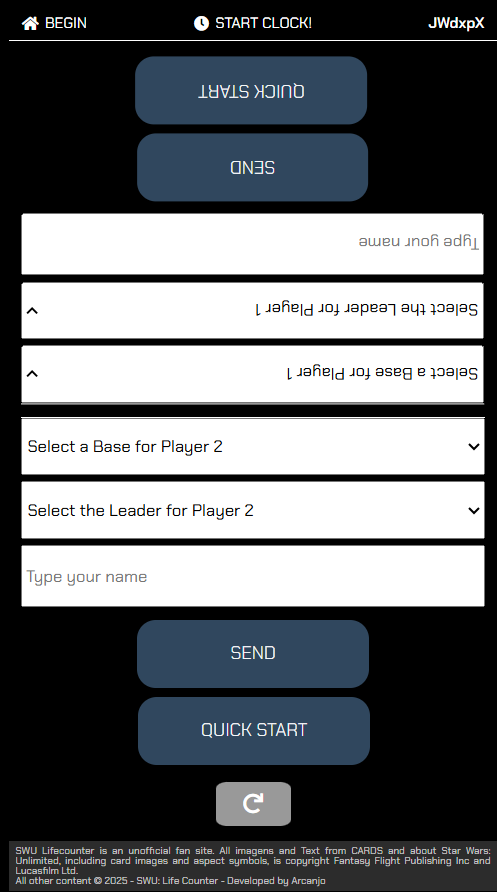 BEGIN
START CLOCK!
JWdxpX
QUICK START
SEND
Type your name
Select the Leader for Player 1
Select a Base for Player 1
Select a Base for Player 2
Select the Leader for Player 2
Type your name
SEND
QUICK START
SWU Lifecounter is an unofficial fan site. All imagens and Text from CARDS and about Star Wars:
Unlimited, including card images and aspect symbols, is copyright Fantasy Flight Publishing Inc and
Lucasfilm Ltd.
All other content © 2025 - SWU: Life Counter - Developed by Arcanjo